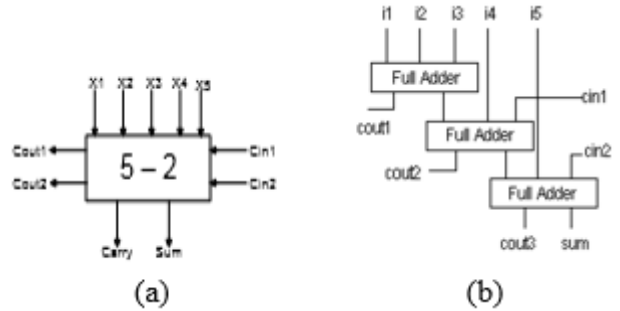 X1 X2 X3 X4 X5
Cout1
Cin1
5-2
Cout2
Cin2
Carry Sum
(a)
i1 i2 i3 i4 i5
Full Adder
cin1
cout1
Full Adder
cin2
cout2
Full Adder
cout3 sum
(b)